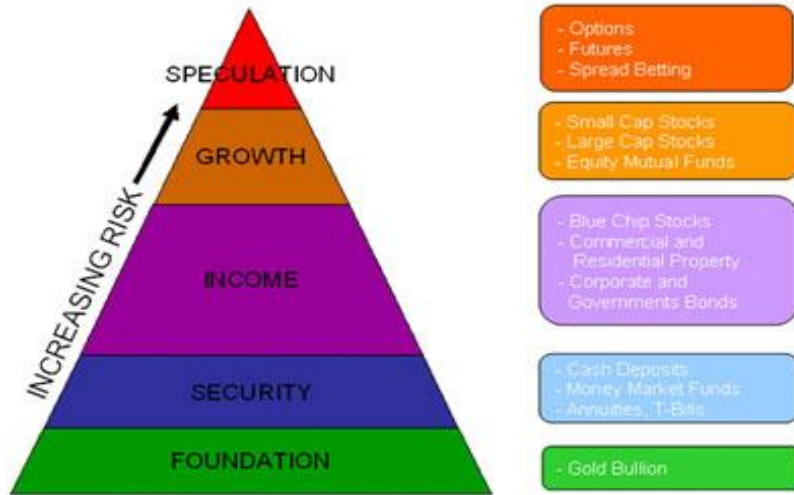 SPECULATION
GROWTH
INCOME
SECURITY
FOUNDATION
INCREASING RISK
- Options
- Futures
- Spread Betting
- Small Cap Stocks
- Large Cap Stocks
- Equity Mutual Funds
- Blue Chip Stocks
- Commercial and
Residential Property
- Corporate and
Governments Bonds
- Cash Deposits
- Money Market Funds
- Annuities, T-Bills
- Gold Bullion